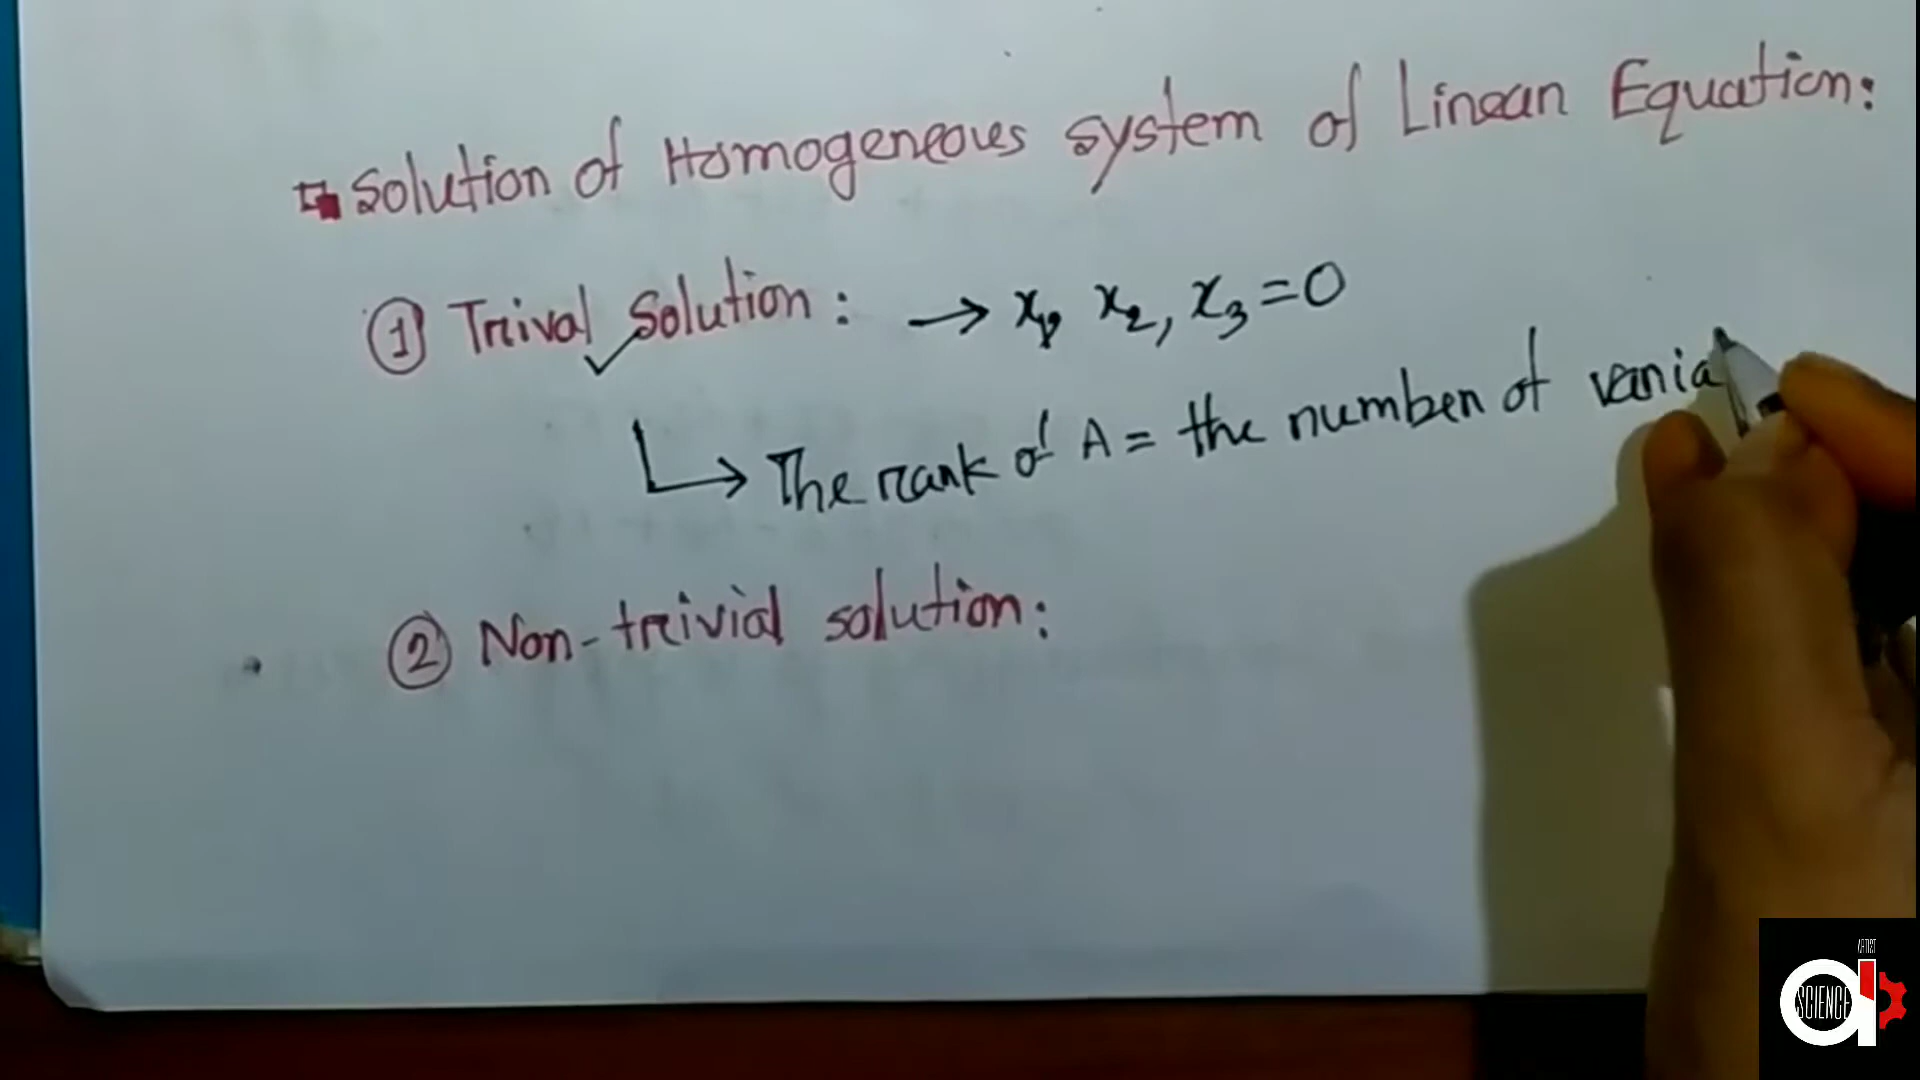 Solution of Homogeneous system of Linear Equation:
① Trival Solution: → x₁, x₂, x₃ = 0
↳ The rank of A = the number of varia
② Non-trivial solution:
ARTIST
SCIENCE